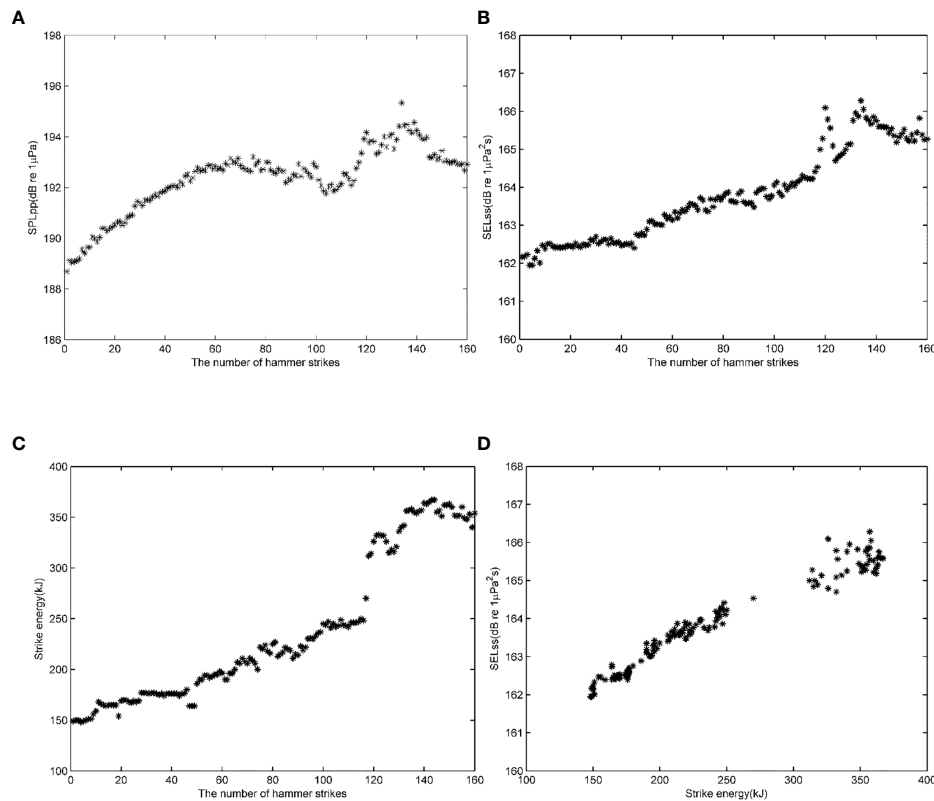 A
198
196
194
192
190
188
186
SPLpp(dB re 1μPa)
0 20 40 60 80 100 120 140 160
The number of hammer strikes
B
168
167
166
165
164
163
162
161
160
SELss(dB re 1μPa²s)
0 20 40 60 80 100 120 140 160
The number of hammer strikes
C
400
350
300
250
200
150
100
Strike energy(kJ)
0 20 40 60 80 100 120 140 160
The number of hammer strikes
D
168
167
166
165
164
163
162
161
160
SELss(dB re 1μPa²s)
100 150 200 250 300 350 400
Strike energy(kJ)